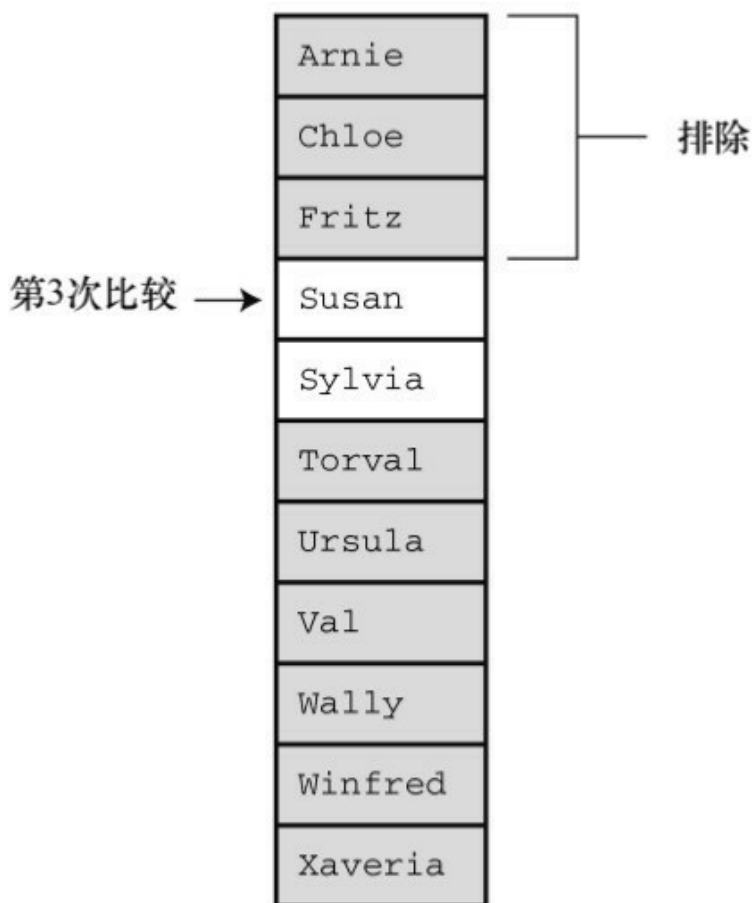 Arnie
Chloe
排除
Fritz
第3次比较
Susan
Sylvia
Torval
Ursula
Val
Wally
Winfred
Xaveria